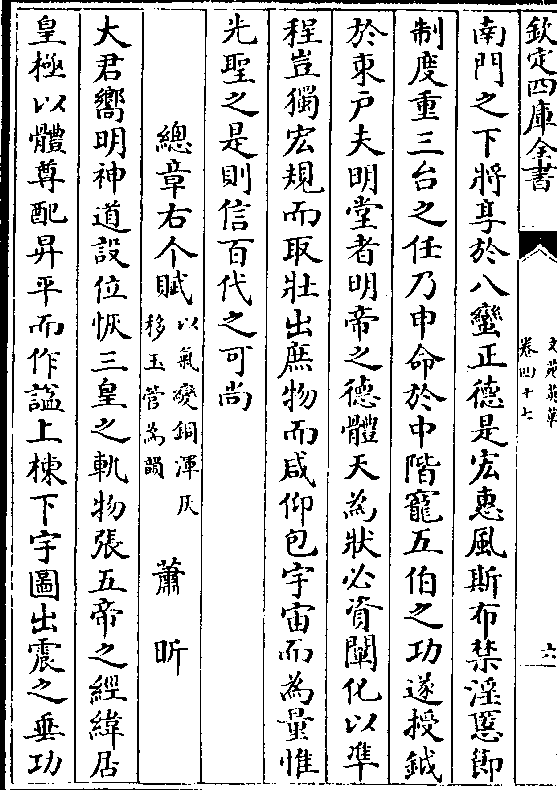 欽定四庫全書
文苑英華
卷四十七
六
南門之下將享於八蠻正德是宏惠風斯布禁淫慝節
制度重三台之任乃申命於中階寵五伯之功遂授鉞
於東户夫明堂者明帝之德體天為狀必資闡化以準
程豈獨宏規而取壯出庶物而咸仰包宇宙而為量惟
先聖之是則信百代之可尚
總章右个賦以氣變銅渾灰移玉管為韻 蕭昕
大君嚮明神道設位恢三皇之軌物張五帝之經緯居
皇極以體尊配昇平而作謚上棟下宇圖出震之垂功